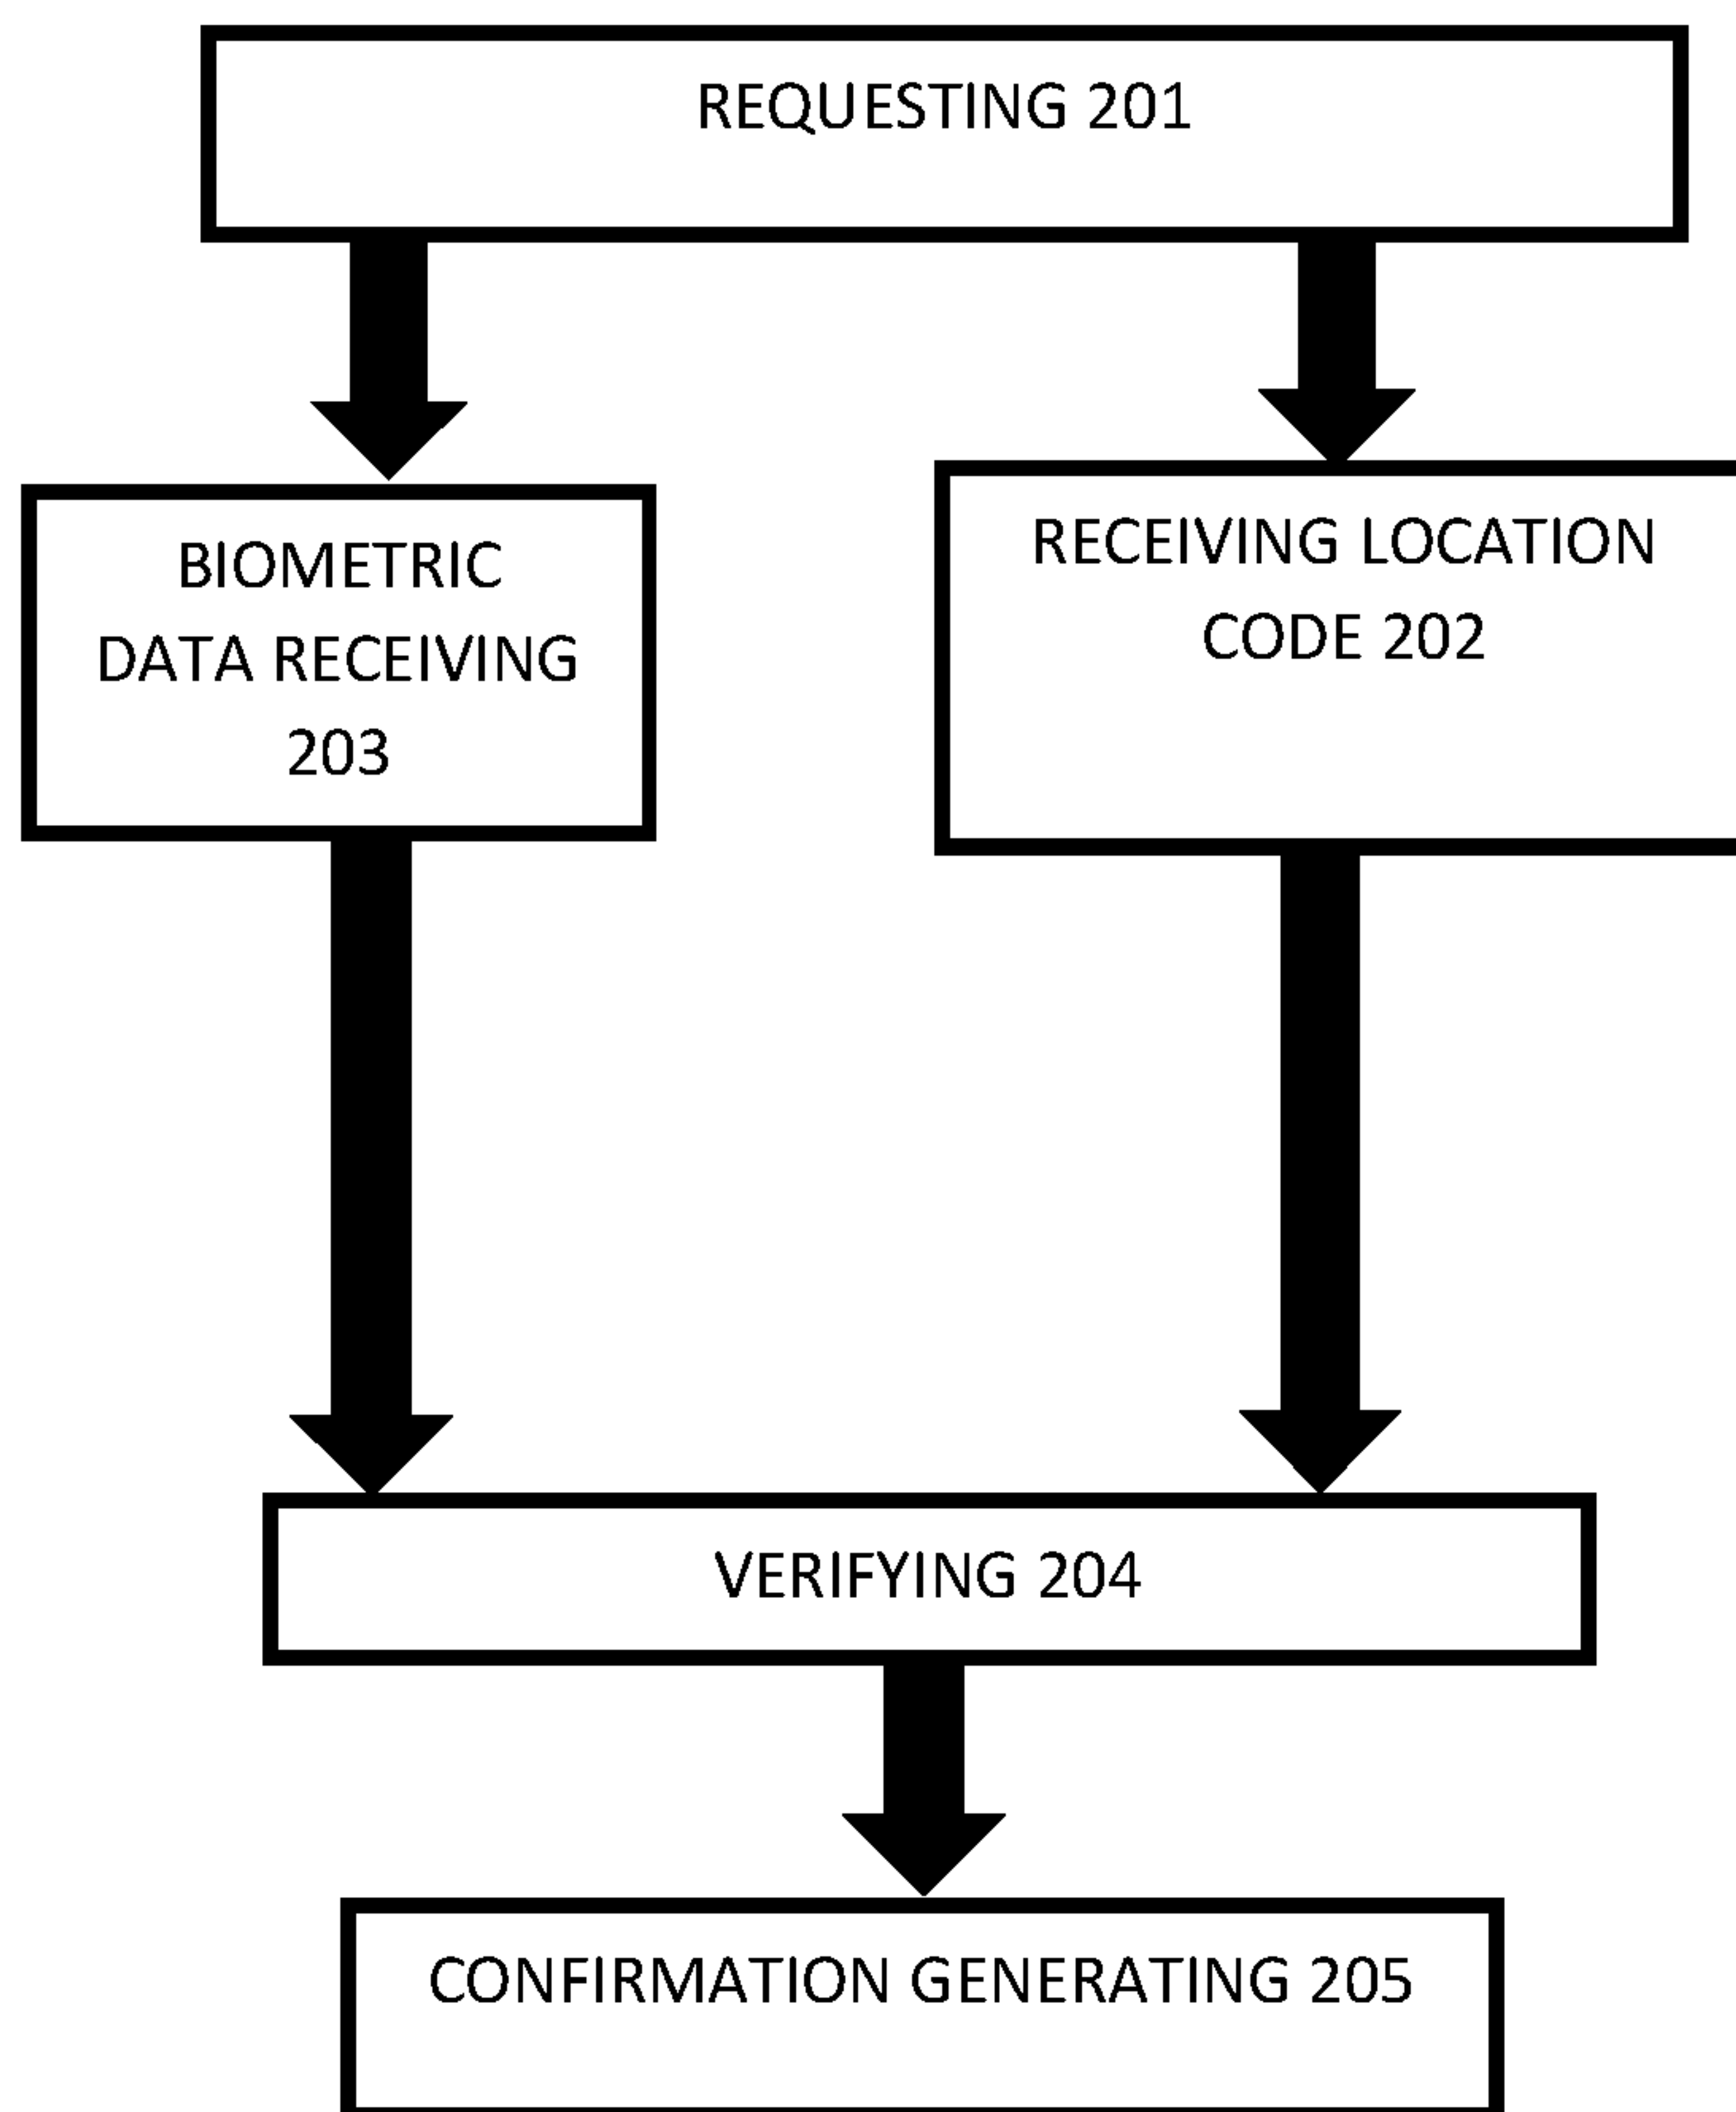 REQUESTING 201
BIOMETRIC
DATA RECEIVING
203
RECEIVING LOCATION
CODE 202
VERIFYING 204
CONFIRMATION GENERATING 205